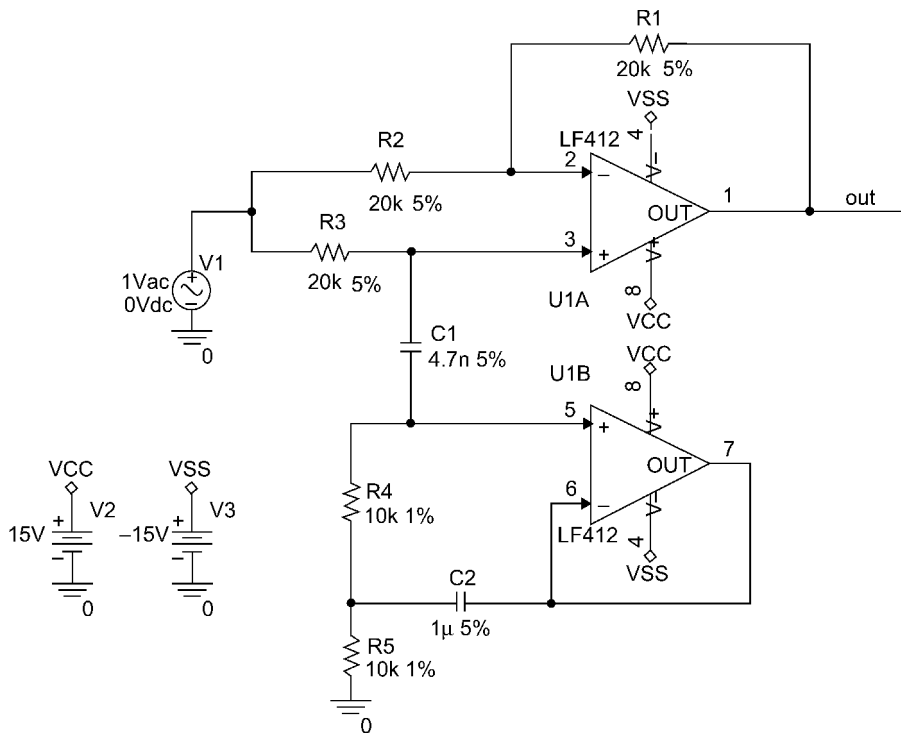 R1
20k 5%
VSS
4
V−
LF412
R2
2
−
20k 5%
OUT
1
out
R3
3
+
V+
20k 5%
V1
+
−
1Vac
0Vdc
0
U1A
8
VCC
C1
4.7n 5%
VCC
8
U1B
V+
5
+
7
OUT
VCC
VSS
R4
10k 1%
6
−
V−
LF412
4
VSS
+
V2
15V
−
0
+
V3
−15V
−
0
C2
1µ 5%
R5
10k 1%
0